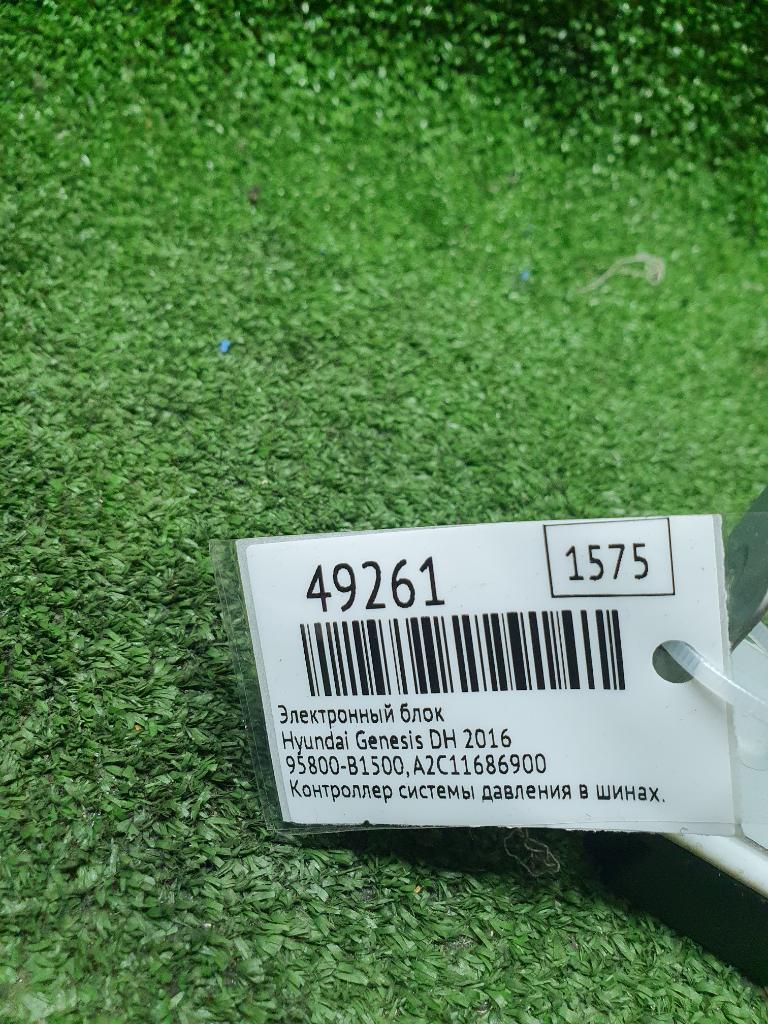 49261
1575
Электронный блок
Hyundai Genesis DH 2016
95800-B1500, A2C11686900
Контроллер системы давления в шинах.